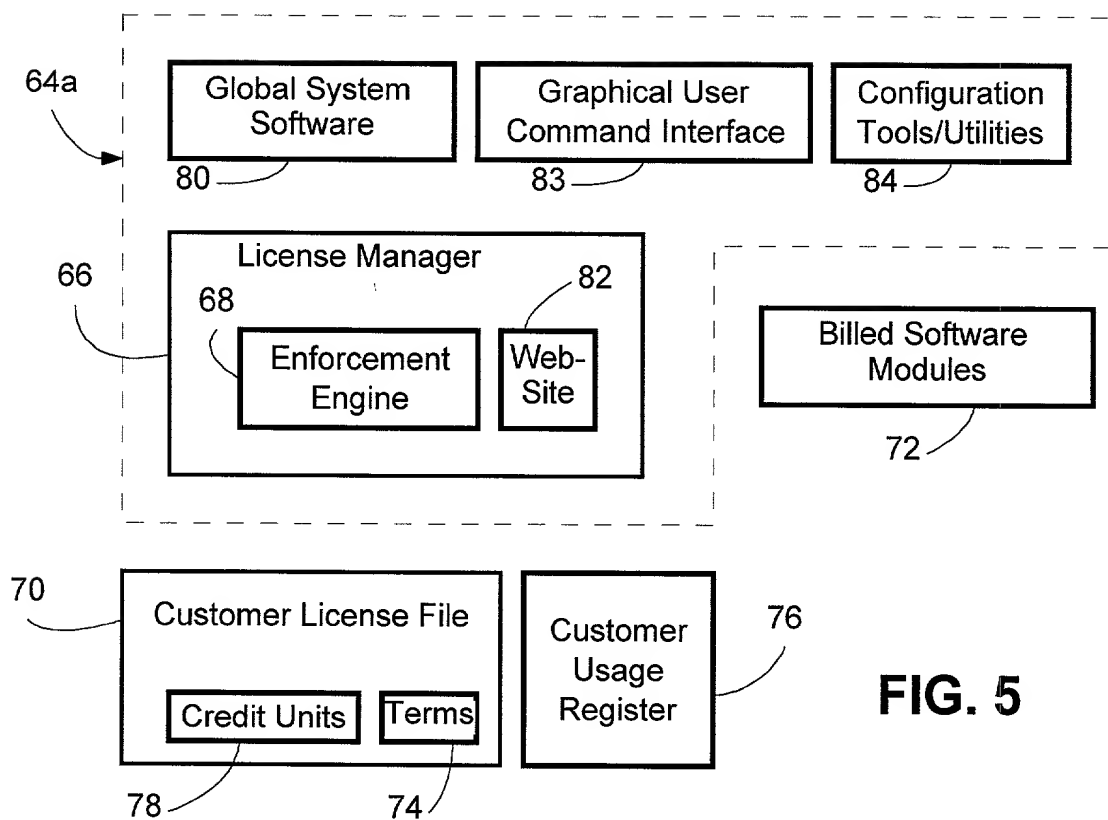 64a
Global System
Software
80
Graphical User
Command Interface
83
Configuration
Tools/Utilities
84
66
License Manager
68
Enforcement
Engine
82
Web-
Site
Billed Software
Modules
72
70
Customer License File
Credit Units
78
Terms
74
Customer
Usage
Register
76
FIG. 5